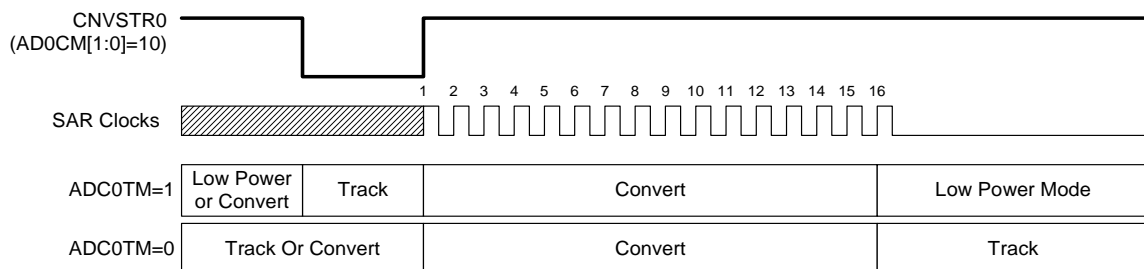 CNVSTR0
(AD0CM[1:0]=10)
1 2 3 4 5 6 7 8 9 10 11 12 13 14 15 16
SAR Clocks
ADC0TM=1
Low Power
or Convert
Track
Convert
Low Power Mode
ADC0TM=0
Track Or Convert
Convert
Track